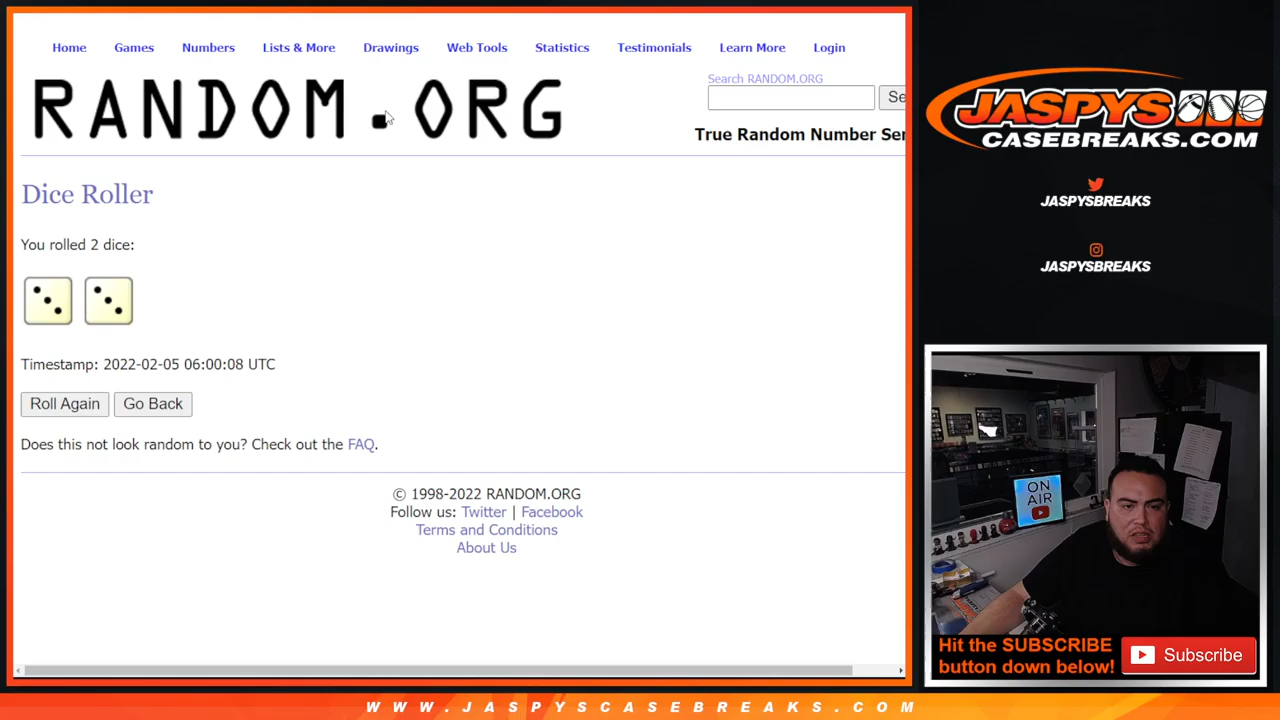 Home Games Numbers Lists & More Drawings Web Tools Statistics Testimonials Learn More Login
RANDOM.ORG
Search RANDOM.ORG
Se
True Random Number Ser
Dice Roller
You rolled 2 dice:
Timestamp: 2022-02-05 06:00:08 UTC
Roll Again Go Back
Does this not look random to you? Check out the FAQ.
© 1998-2022 RANDOM.ORG
Follow us: Twitter | Facebook
Terms and Conditions
About Us
JASPYS
CASEBREAKS.COM
JASPYSBREAKS
JASPYSBREAKS
ON
AIR
Hit the SUBSCRIBE
button down below!
Subscribe
WWW.JASPYSCASEBREAKS.COM